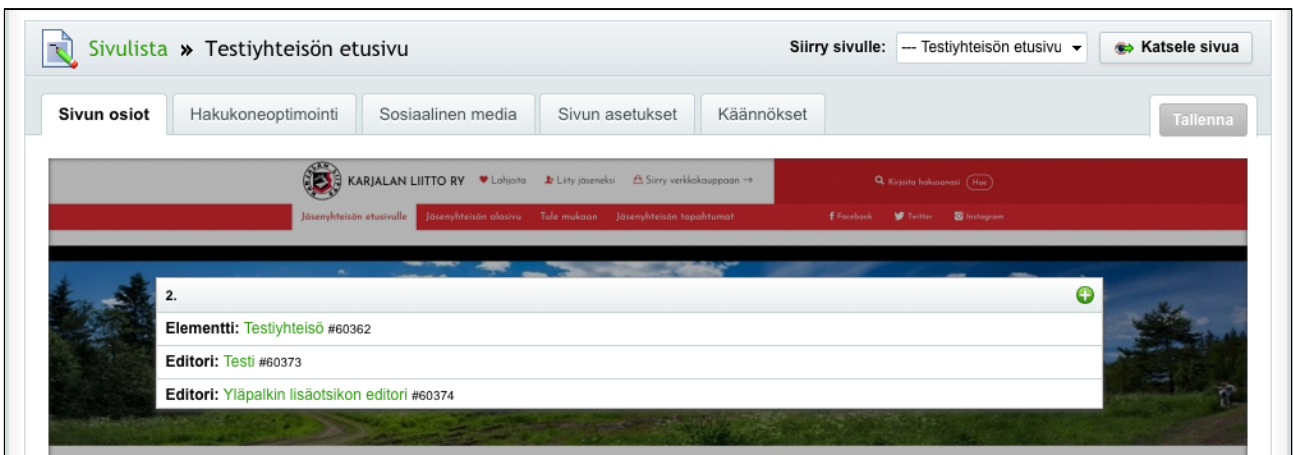 Sivulista » Testiyhteisön etusivu
Siirry sivulle: --- Testiyhteisön etusivu
Katsele sivua
Sivun osiot
Hakukoneoptimointi
Sosiaalinen media
Sivun asetukset
Käännökset
Tallenna
KARJALAN LIITTO RY
Lahjoita
Liity jäseneksi
Siirry verkkokauppaan →
Kirjoita hakusanasi
Hae
Jäsenyhteisön etusivulle
Jäsenyhteisön alasivu
Tule mukaan
Jäsenyhteisön tapahtumat
Facebook
Twitter
Instagram
2.
Elementti: Testiyhteisö #60362
Editori: Testi #60373
Editori: Yläpalkin lisäotsikon editori #60374